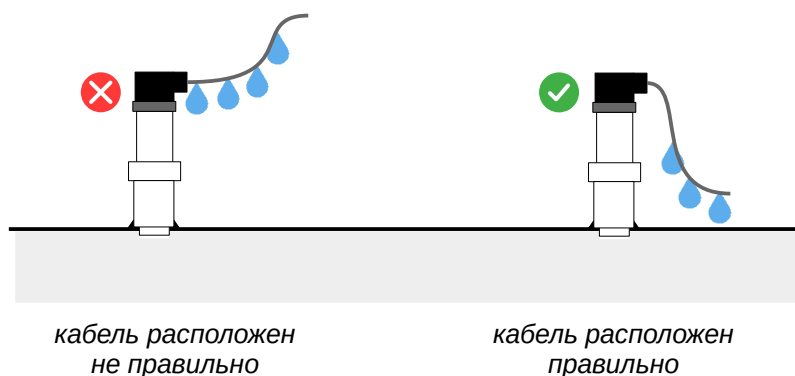 кабель расположен
не правильно
кабель расположен
правильно